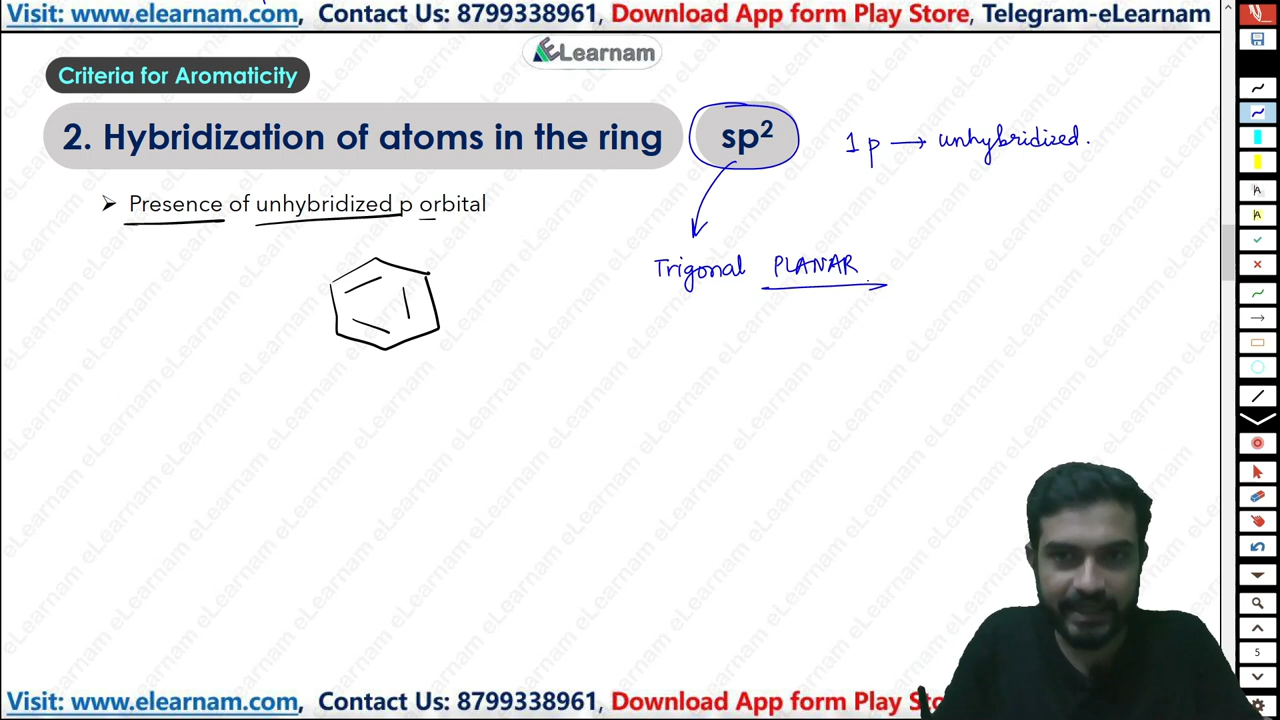 Visit: www.elearnam.com, Contact Us: 8799338961, Download App form Play Store, Telegram-eLearnam
ELearnam
Criteria for Aromaticity
2. Hybridization of atoms in the ring sp² 1 p → unhybridized.
➤ Presence of unhybridized p orbital
Trigonal PLANAR
5
Visit: www.elearnam.com, Contact Us: 8799338961, Download App form Play